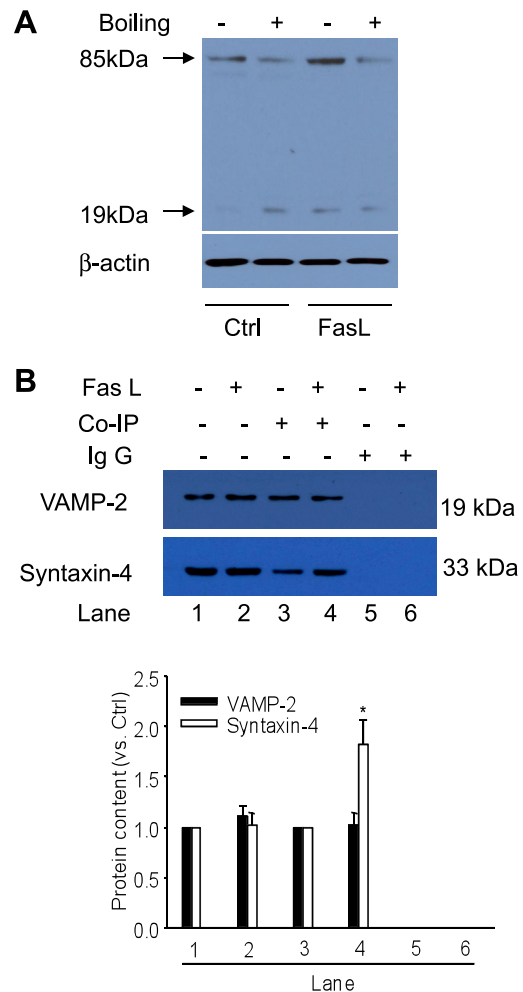 A
Boiling - + - +
85kDa
19kDa
β-actin
Ctrl FasL
B
Fas L - + - + - +
Co-IP - - + + - -
Ig G - - - - + +
VAMP-2 19 kDa
Syntaxin-4 33 kDa
Lane 1 2 3 4 5 6
Protein content (vs. Ctrl)
2.5
2.0
1.5
1.0
0.5
0.0
VAMP-2
Syntaxin-4
*
1 2 3 4 5 6
Lane